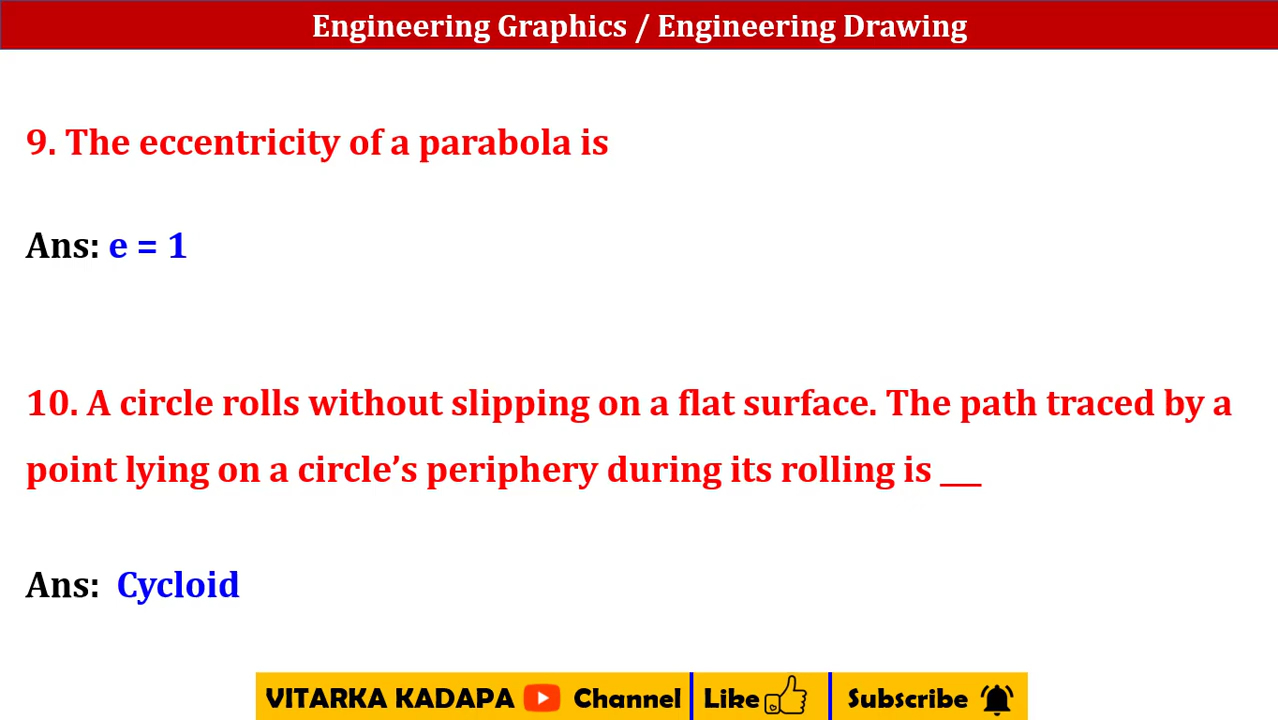 Engineering Graphics / Engineering Drawing
9. The eccentricity of a parabola is
Ans: e = 1
10. A circle rolls without slipping on a flat surface. The path traced by a
point lying on a circle’s periphery during its rolling is ___
Ans: Cycloid
VITARKA KADAPA Channel Like Subscribe